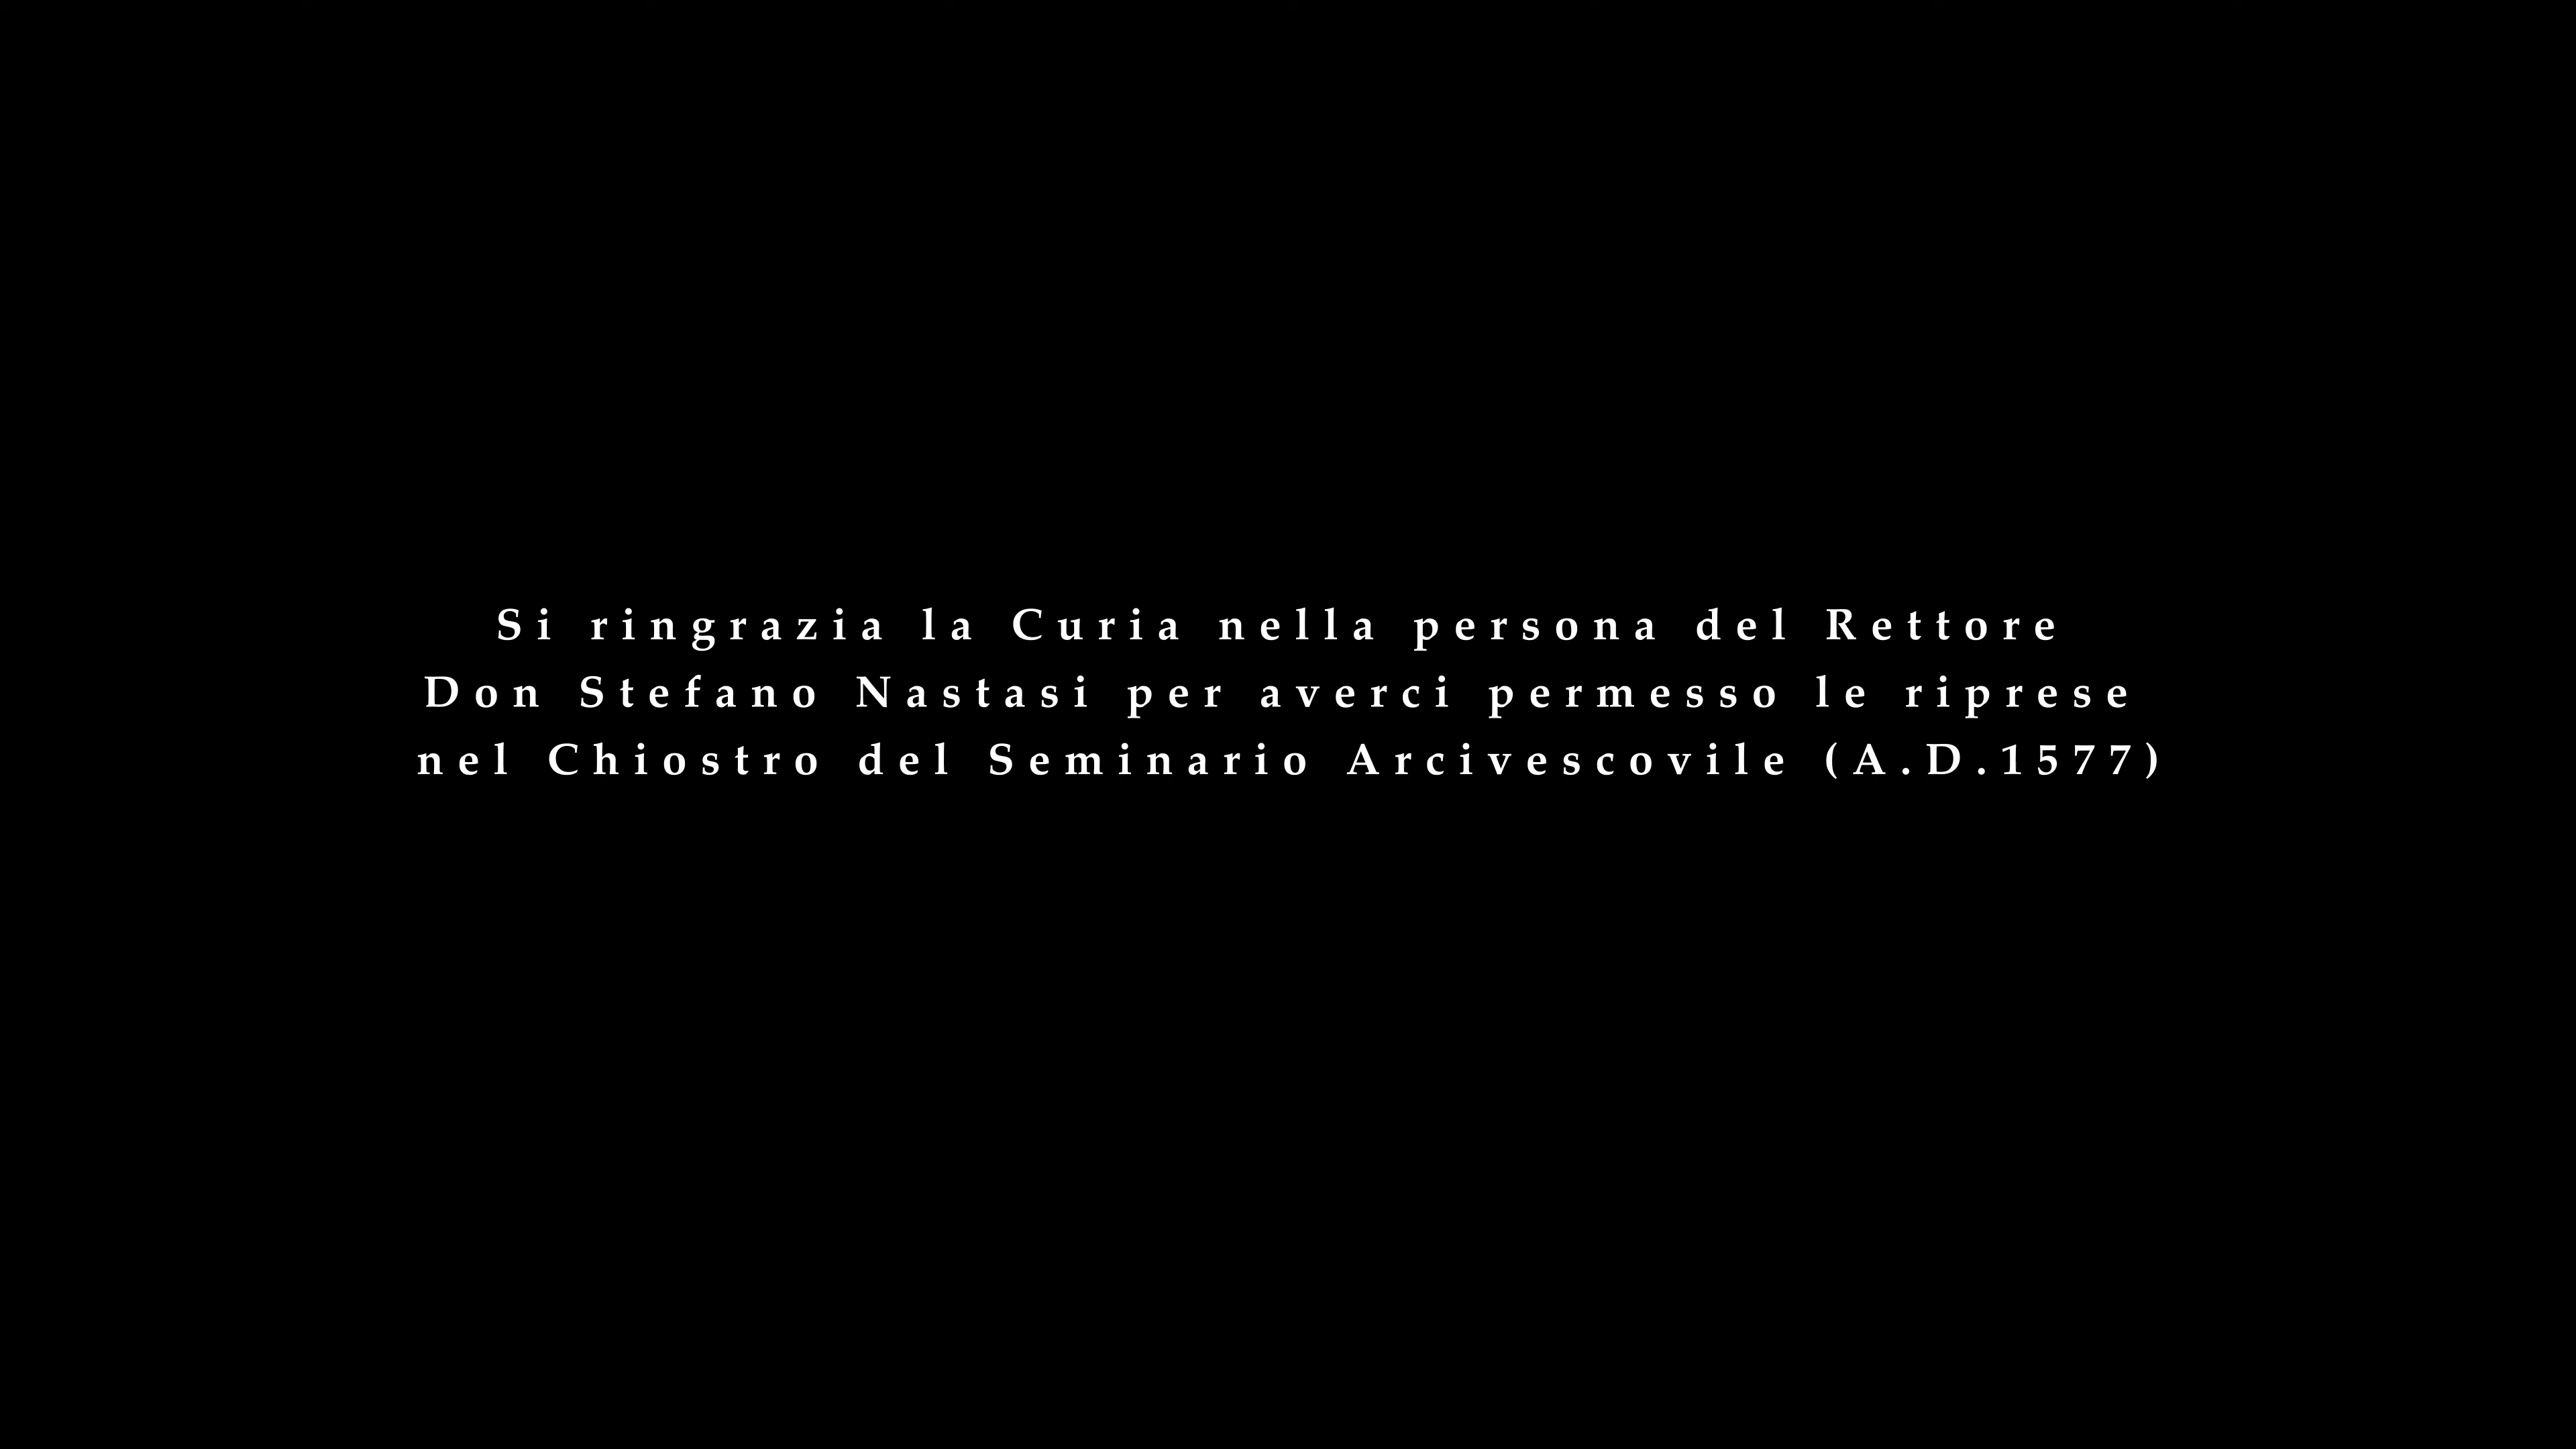 Si ringrazia la Curia nella persona del Rettore
Don Stefano Nastasi per averci permesso le riprese
nel Chiostro del Seminario Arcivescovile (A.D.1577)